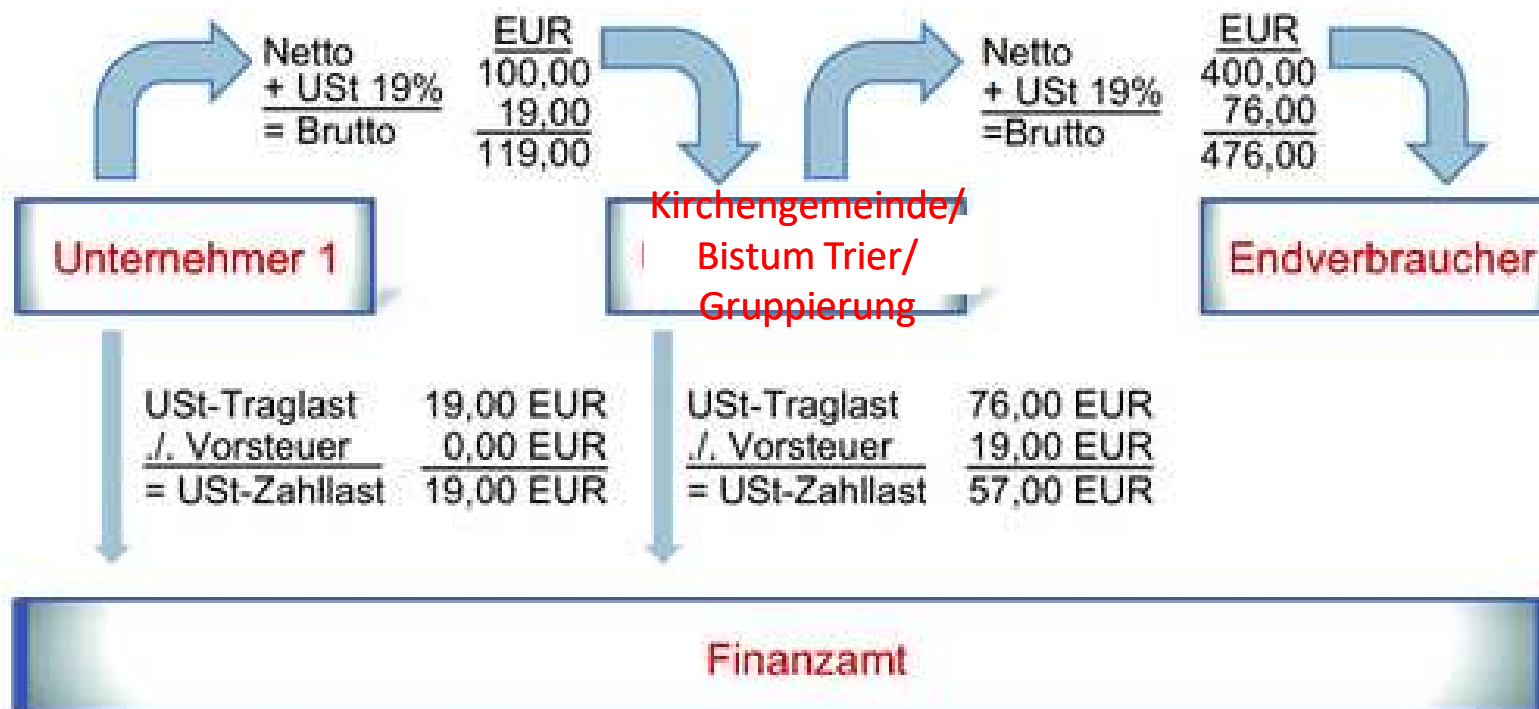 EUR
Netto 100,00
+ USt 19% 19,00
= Brutto 119,00
EUR
Netto 400,00
+ USt 19% 76,00
=Brutto 476,00
Unternehmer 1
Kirchengemeinde/
Bistum Trier/
Gruppierung
Endverbraucher
USt-Traglast 19,00 EUR
./. Vorsteuer 0,00 EUR
= USt-Zahllast 19,00 EUR
USt-Traglast 76,00 EUR
./. Vorsteuer 19,00 EUR
= USt-Zahllast 57,00 EUR
Finanzamt